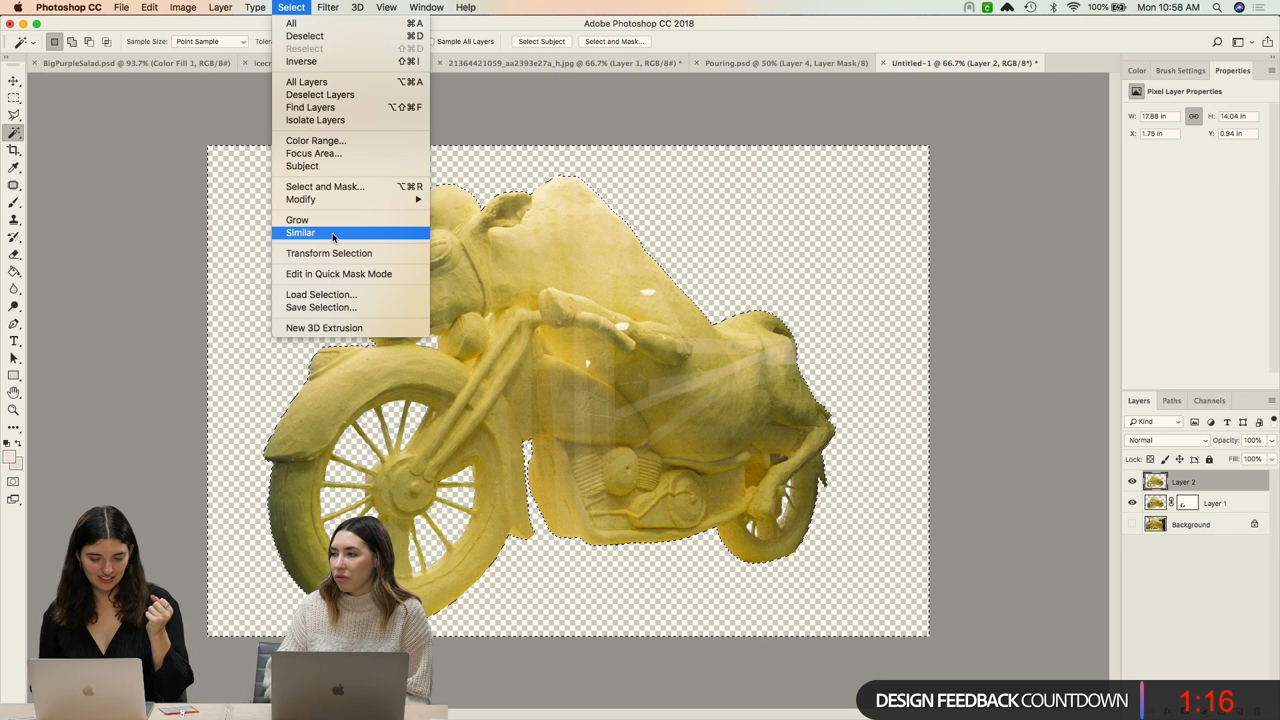 Photoshop CC File Edit Image Layer Type Select Filter 3D View Window Help 100% Mon 10:58 AM
Adobe Photoshop CC 2018
Sample Size: Point Sample Sample All Layers Select Subject Select and Mask...
BigPurpleSalad.psd @ 93.7% (Color Fill 1, RGB/8#) 21364421059_aa2393e27a_h.jpg @ 66.7% (Layer 1, RGB/8#) * Pouring.psd @ 50% (Layer 4, Layer Mask/8) Untitled-1 @ 66.7% (Layer 2, RGB/8*) *
All ⌘A
Deselect ⌘D
Reselect ⇧⌘D
Inverse ⇧⌘I
All Layers ⌥⌘A
Deselect Layers
Find Layers ⌥⇧⌘F
Isolate Layers
Color Range...
Focus Area...
Subject
Select and Mask... ⌥⌘R
Modify
Grow
Similar
Transform Selection
Edit in Quick Mask Mode
Load Selection...
Save Selection...
New 3D Extrusion
Color Brush Settings Properties
Pixel Layer Properties
W: 17.88 in H: 14.04 in
X: 1.75 in Y: 0.94 in
Layers Paths Channels
Kind
Normal Opacity: 100%
Lock: Fill: 100%
Layer 2
Layer 1
Background
DESIGN FEEDBACK COUNTDOWN 1:16